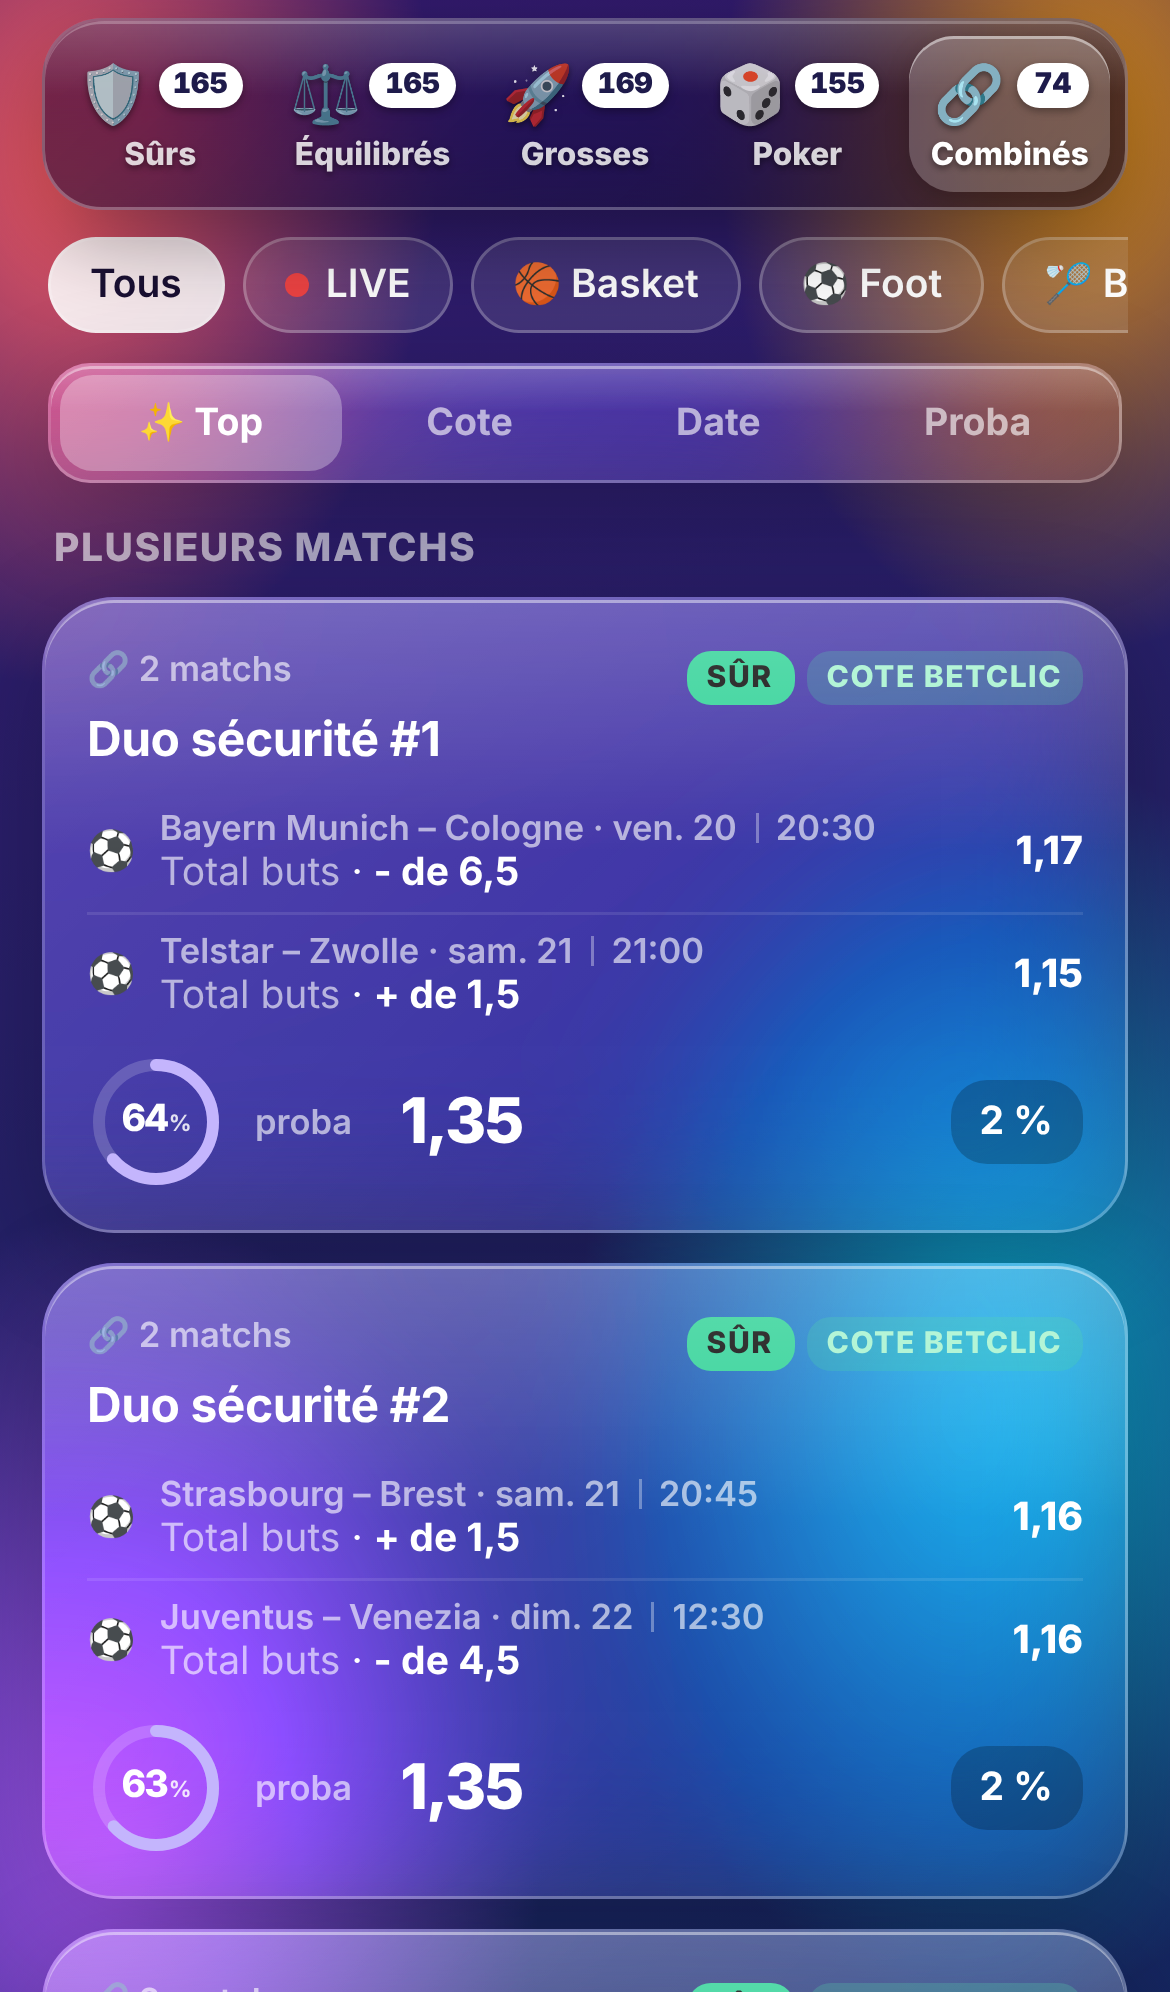 165
165
169
155
74
Sûrs
Équilibrés
Grosses
Poker
Combinés
Tous
LIVE
Basket
Foot
B
Top
Cote
Date
Proba
PLUSIEURS MATCHS
2 matchs
SÛR
COTE BETCLIC
Duo sécurité #1
Bayern Munich – Cologne · ven. 20 | 20:30
Total buts · - de 6,5
1,17
Telstar – Zwolle · sam. 21 | 21:00
Total buts · + de 1,5
1,15
64%
proba
1,35
2 %
2 matchs
SÛR
COTE BETCLIC
Duo sécurité #2
Strasbourg – Brest · sam. 21 | 20:45
Total buts · + de 1,5
1,16
Juventus – Venezia · dim. 22 | 12:30
Total buts · - de 4,5
1,16
63%
proba
1,35
2 %